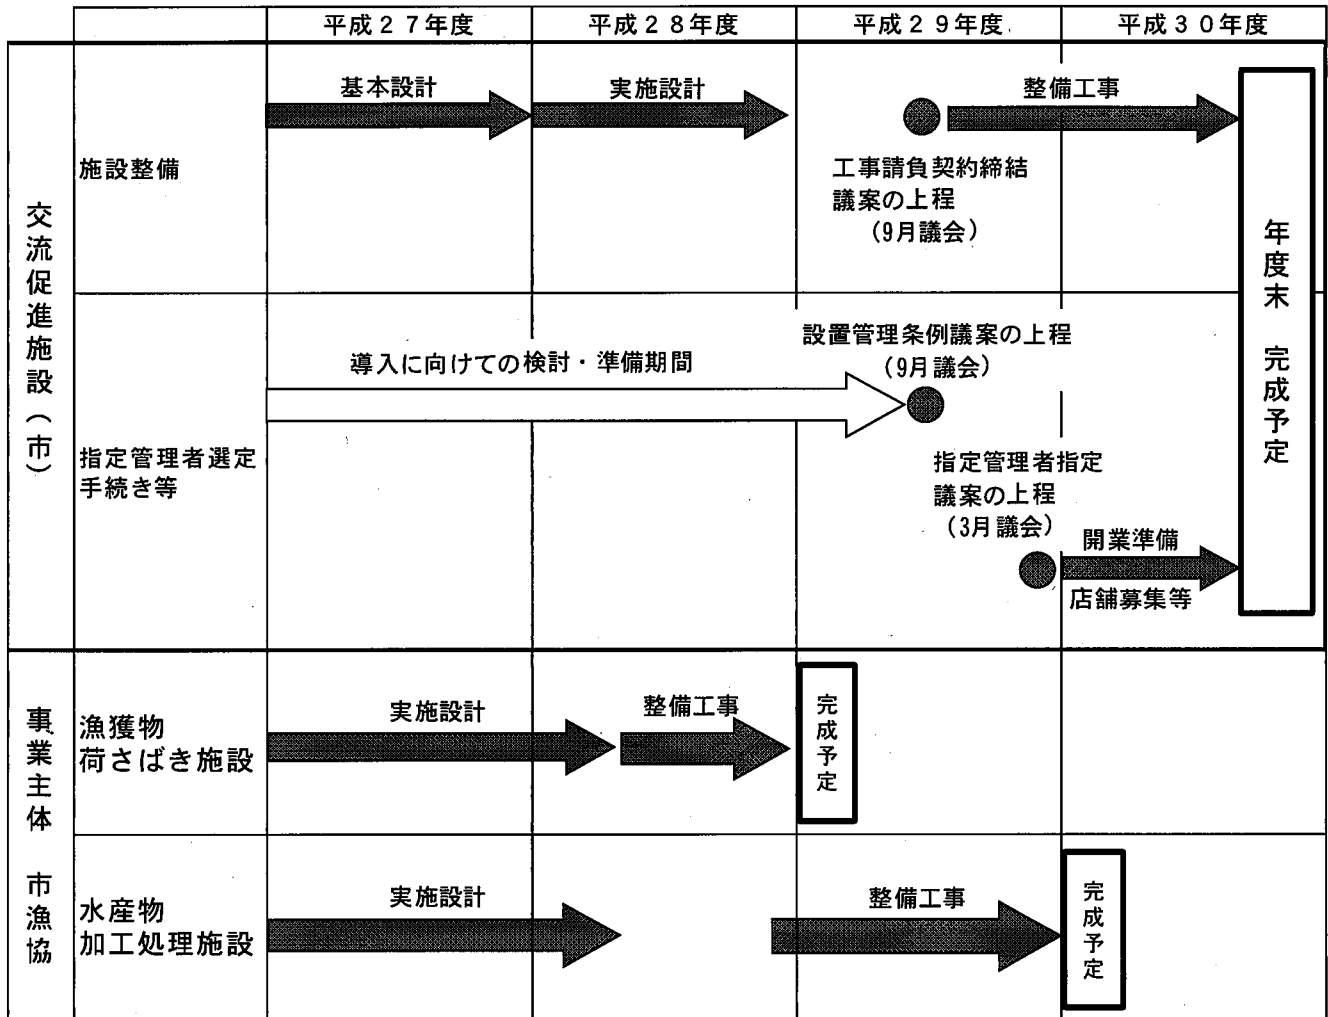 平成２７年度
平成２８年度
平成２９年度
平成３０年度
交流促進施設（市）
施設整備
基本設計
実施設計
整備工事
工事請負契約締結
議案の上程
（9月議会）
年度末　完成予定
指定管理者選定
手続き等
導入に向けての検討・準備期間
設置管理条例議案の上程
（9月議会）
指定管理者指定
議案の上程
（3月議会）
開業準備
店舗募集等
事業主体　市漁協
漁獲物
荷さばき施設
実施設計
整備工事
完成予定
水産物
加工処理施設
実施設計
整備工事
完成予定